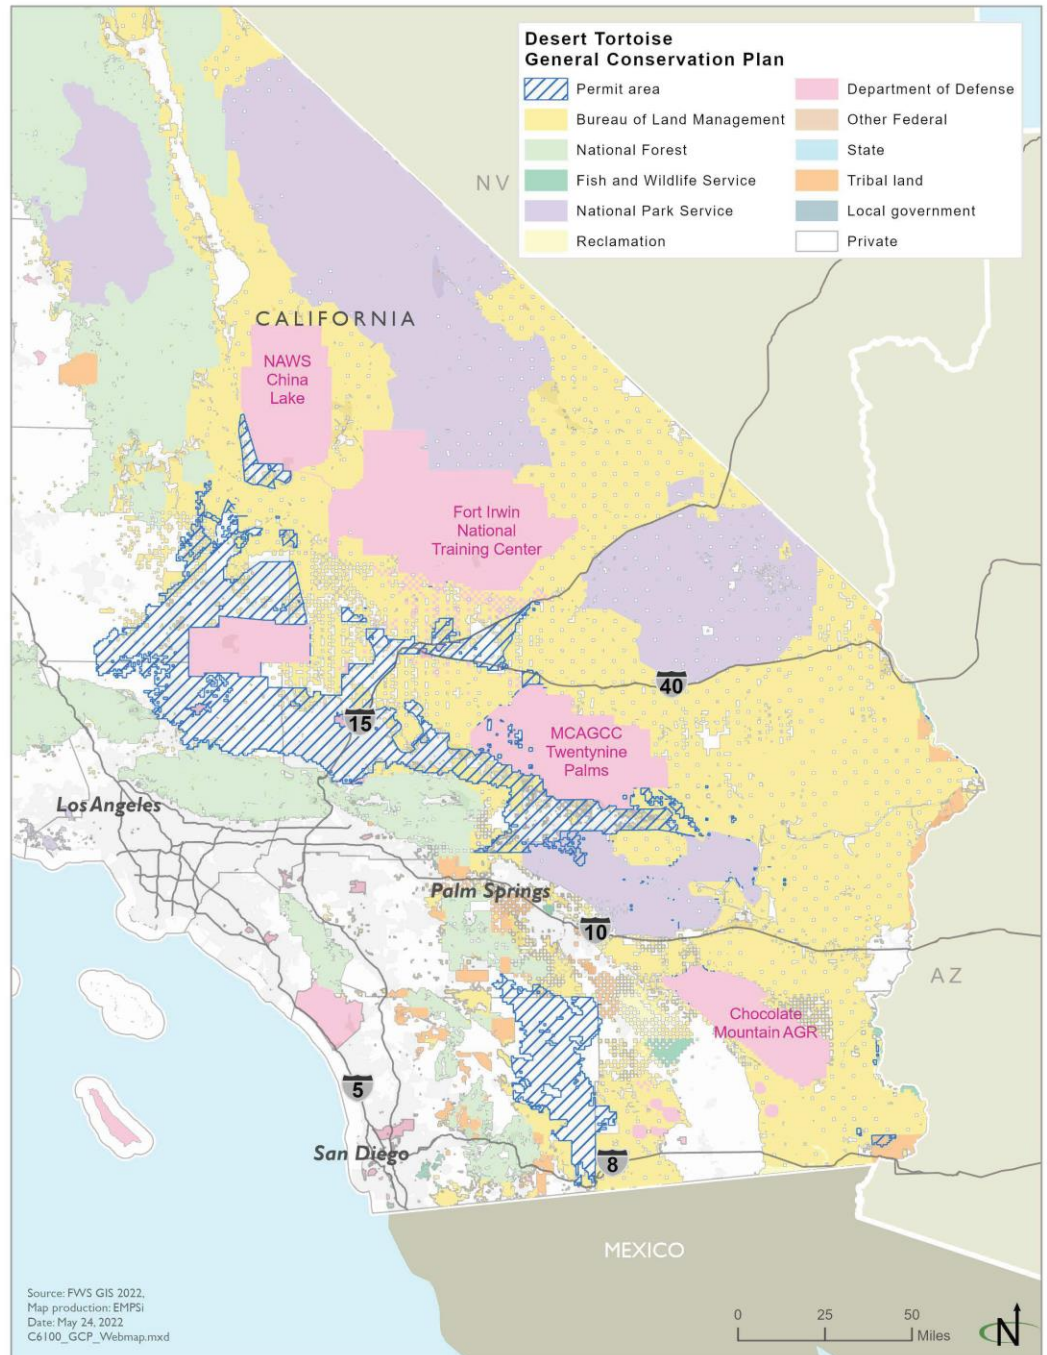 Desert Tortoise
General Conservation Plan
Permit area
Bureau of Land Management
National Forest
Fish and Wildlife Service
National Park Service
Reclamation
Department of Defense
Other Federal
State
Tribal land
Local government
Private
NV
CALIFORNIA
NAWS
China
Lake
Fort Irwin
National
Training Center
40
15
MCAGCC
Twentynine
Palms
Los Angeles
Palm Springs
10
AZ
Chocolate
Mountain AGR
5
San Diego
8
MEXICO
Source: FWS GIS 2022,
Map production: EMPSi
Date: May 24, 2022
C6100_GCP_Webmap.mxd
0 25 50
Miles
N